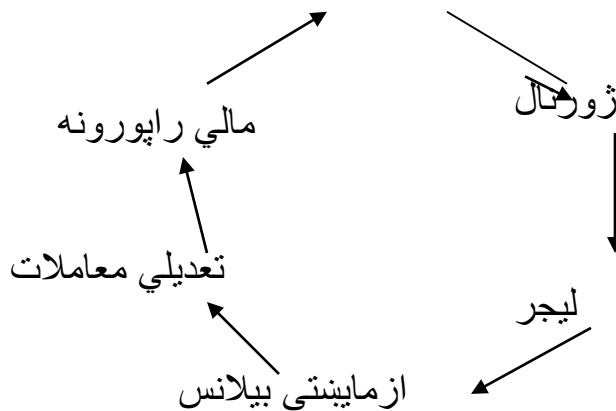 ژورنال
مالي راپورونه
تعديلي معاملات
ليجر
ازمايښتی بيلانس